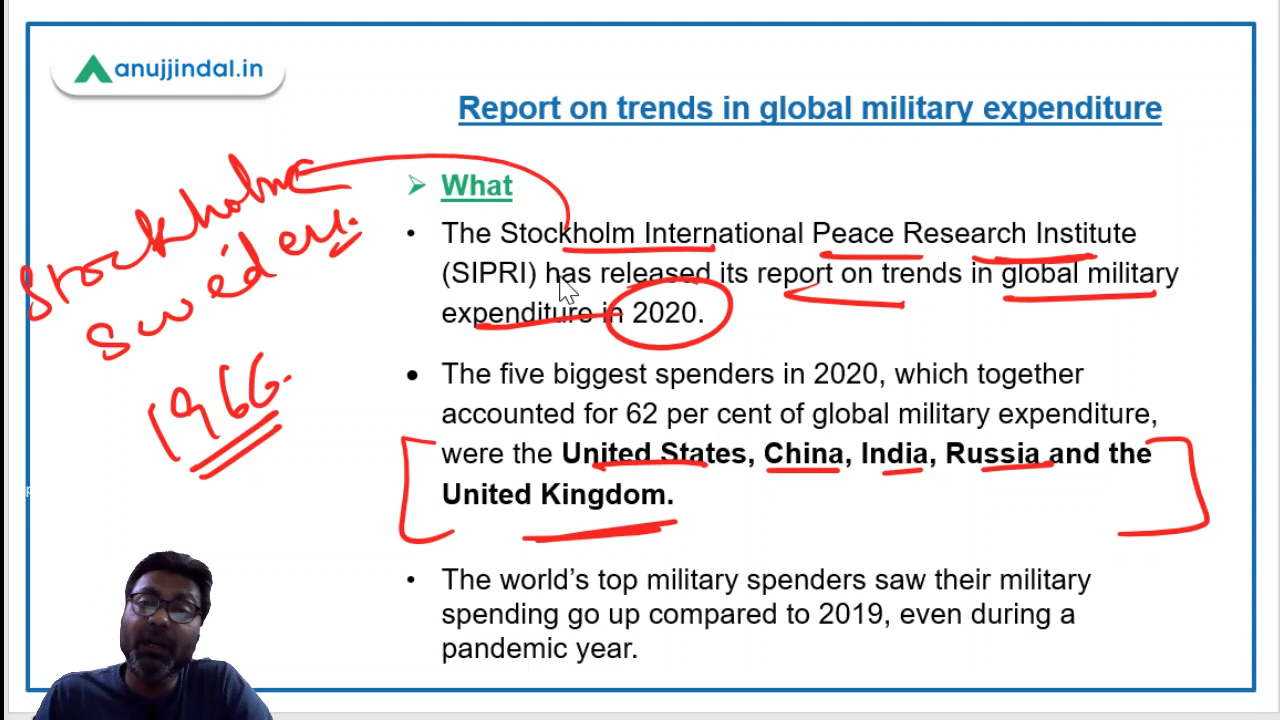 anujjindal.in
Report on trends in global military expenditure
➢ What
• The Stockholm International Peace Research Institute
(SIPRI) has released its report on trends in global military
expenditure in 2020.
• The five biggest spenders in 2020, which together
accounted for 62 per cent of global military expenditure,
were the United States, China, India, Russia and the
United Kingdom.
• The world’s top military spenders saw their military
spending go up compared to 2019, even during a
pandemic year.
Stockholm
Sweden.
1966.